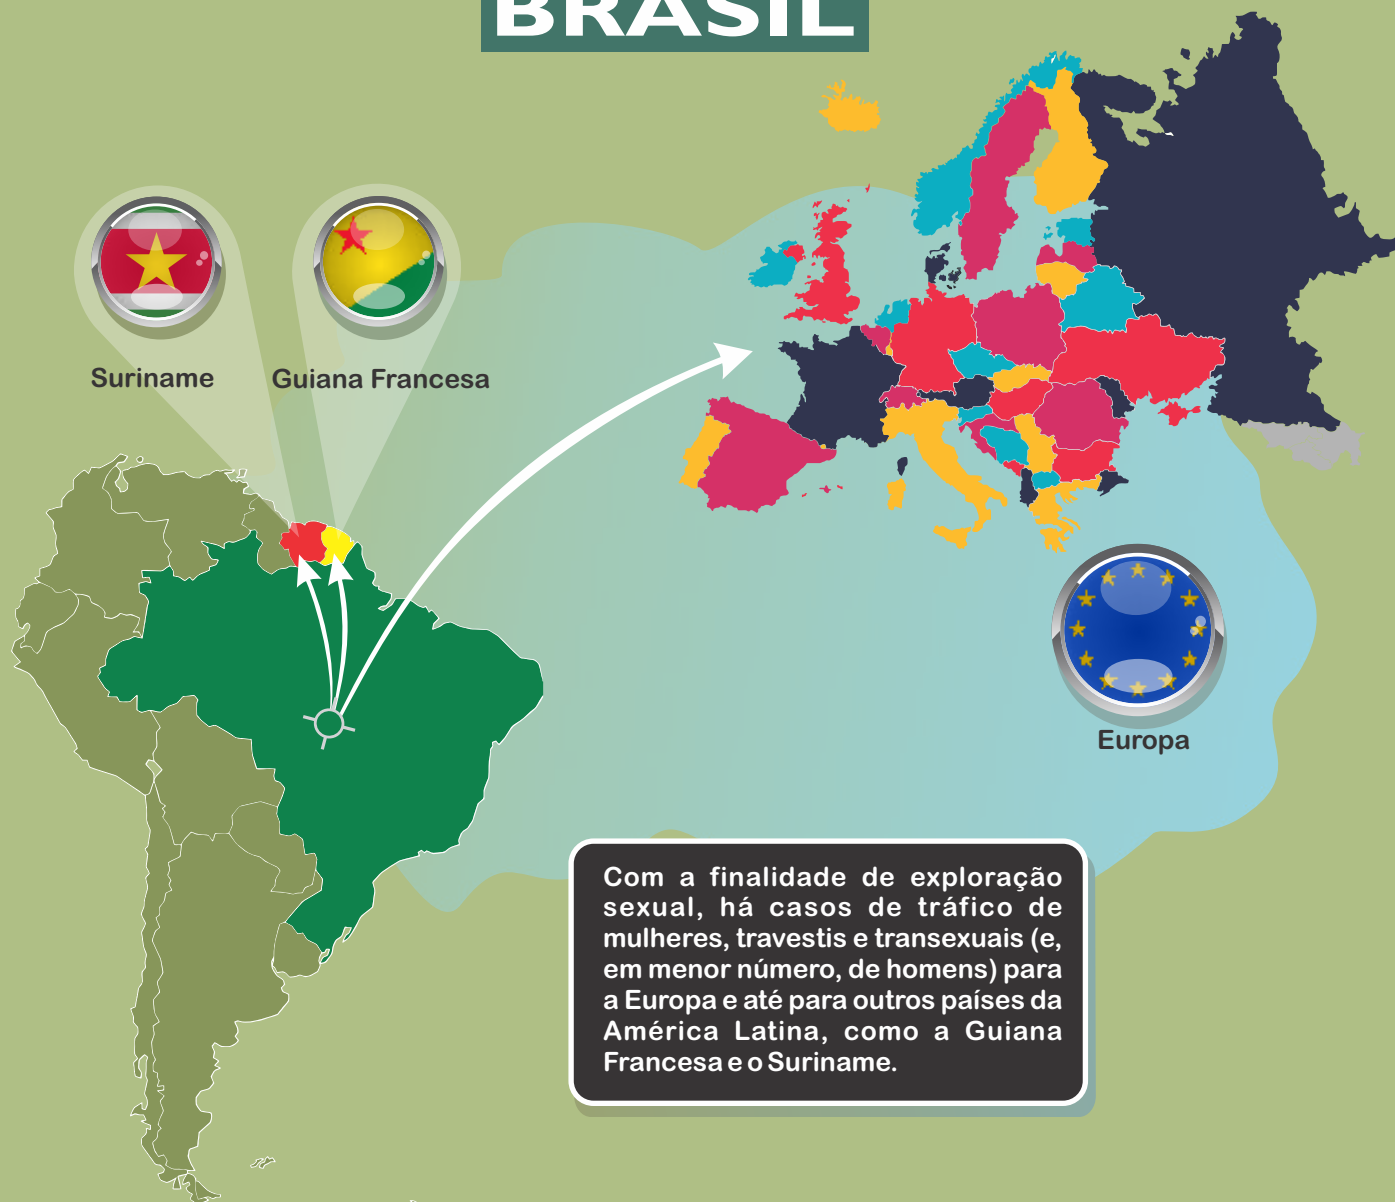 BRASIL
Suriname
Guiana Francesa
Europa
Com a finalidade de exploração
sexual, há casos de tráfico de
mulheres, travestis e transexuais (e,
em menor número, de homens) para
a Europa e até para outros países da
América Latina, como a Guiana
Francesa e o Suriname.